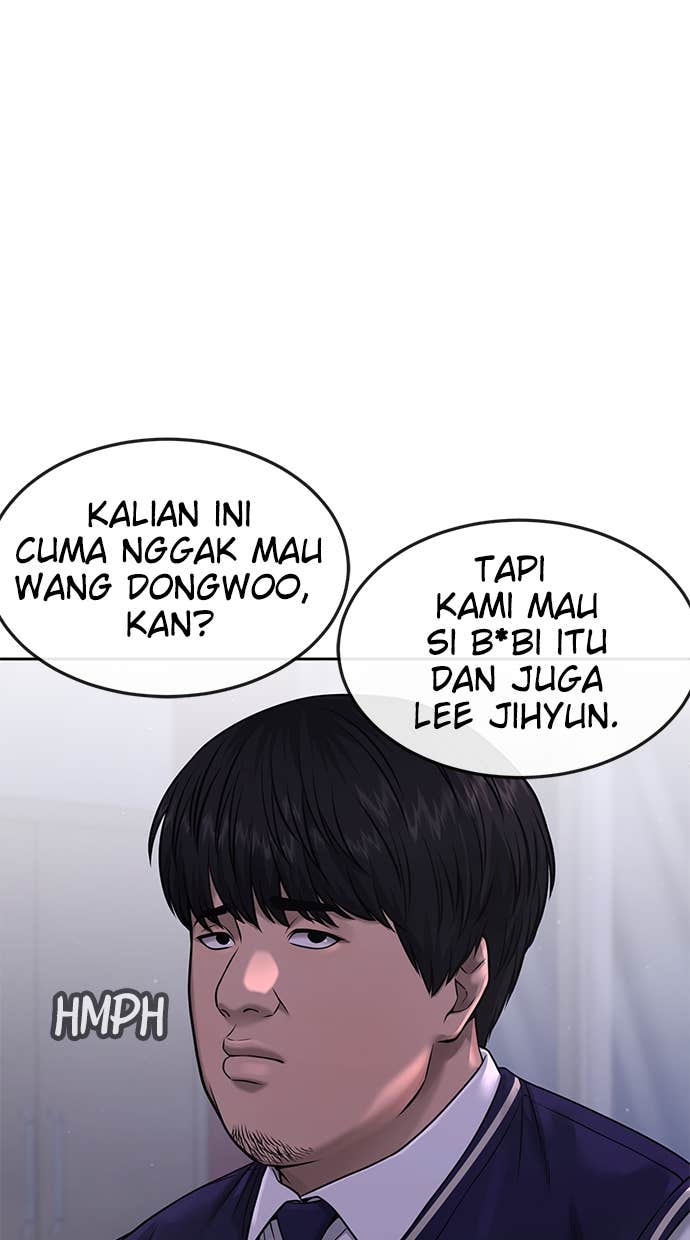 KALIAN INI
CUMA NGGAK MAU
WANG DONGWOO,
KAN?
TAPI
KAMI MAU
SI B*BI ITU
DAN JUGA
LEE JIHYUN.
HMPH